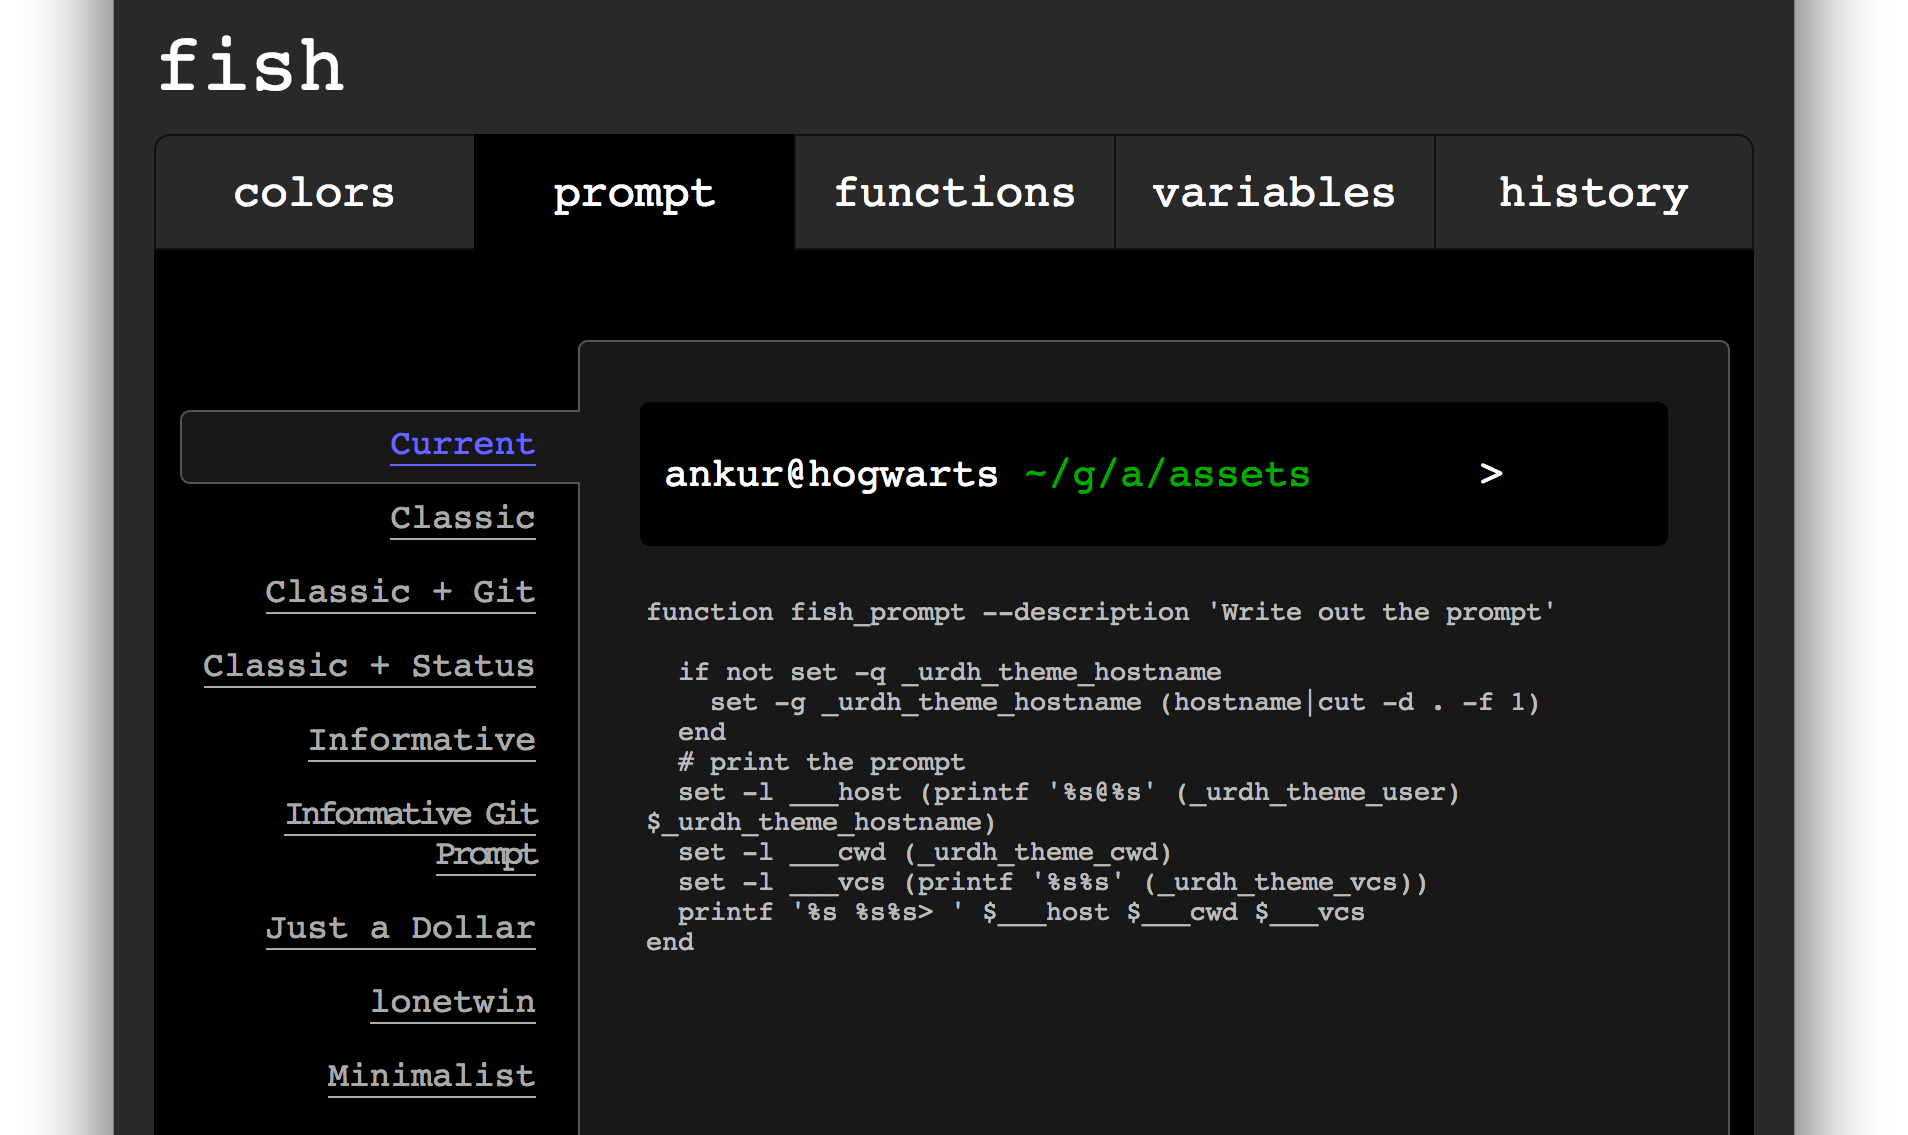 fish
colors prompt functions variables history
Current
Classic
Classic + Git
Classic + Status
Informative
Informative Git
Prompt
Just a Dollar
lonetwin
Minimalist
ankur@hogwarts ~/g/a/assets >
function fish_prompt --description 'Write out the prompt'
if not set -q _urdh_theme_hostname
set -g _urdh_theme_hostname (hostname|cut -d . -f 1)
end
# print the prompt
set -l ___host (printf '%s@%s' (_urdh_theme_user)
$_urdh_theme_hostname)
set -l ___cwd (_urdh_theme_cwd)
set -l ___vcs (printf '%s%s' (_urdh_theme_vcs))
printf '%s %s%s> ' $___host $___cwd $___vcs
end